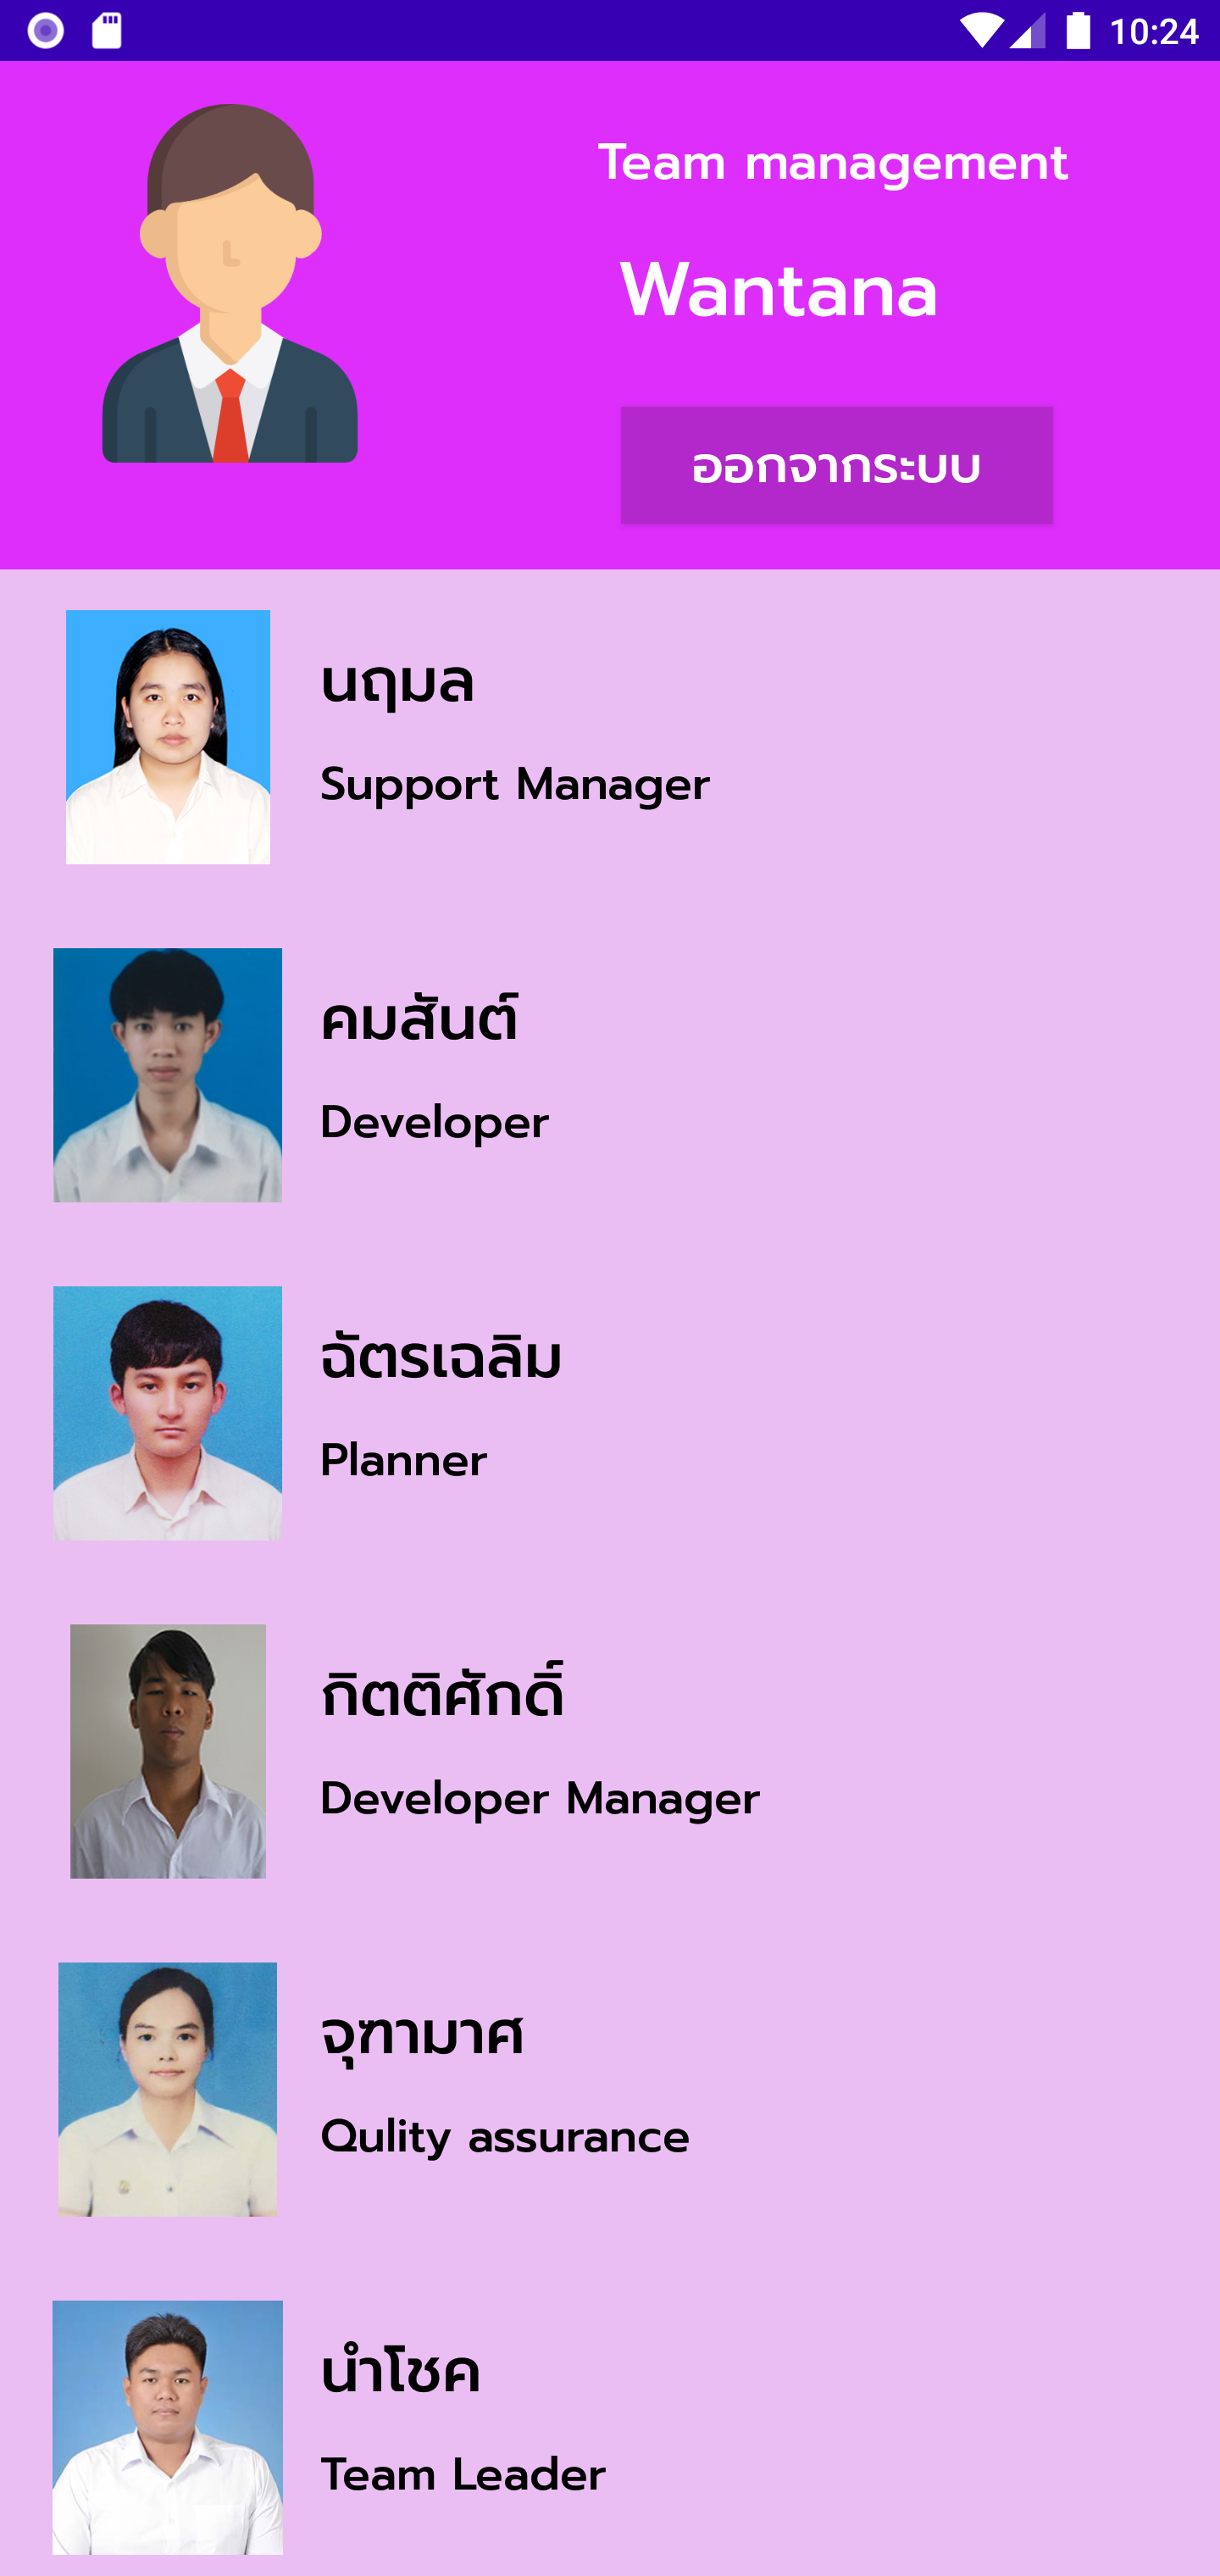 10:24
Team management
Wantana
ออกจากระบบ
นฤมล
Support Manager
คมสันต์
Developer
ฉัตรเฉลิม
Planner
กิตติศักดิ์
Developer Manager
จุฑามาศ
Qulity assurance
นำโชค
Team Leader